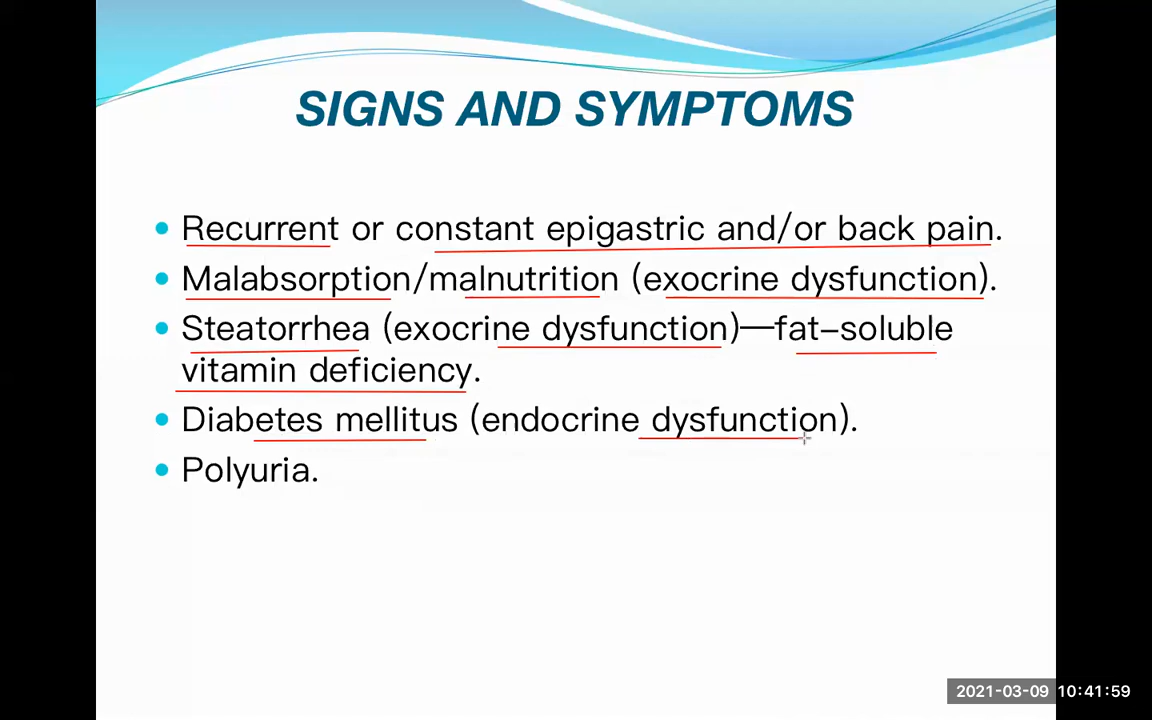 SIGNS AND SYMPTOMS
• Recurrent or constant epigastric and/or back pain.
• Malabsorption/malnutrition (exocrine dysfunction).
• Steatorrhea (exocrine dysfunction)—fat-soluble
vitamin deficiency.
• Diabetes mellitus (endocrine dysfunction).
• Polyuria.
2021-03-09 10:41:59